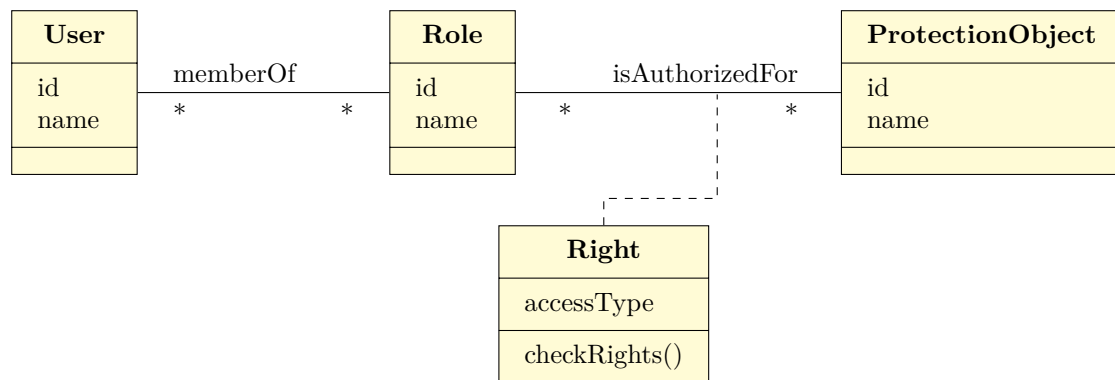 User
id
name
memberOf
*
*
Role
id
name
isAuthorizedFor
*
*
ProtectionObject
id
name
Right
accessType
checkRights()